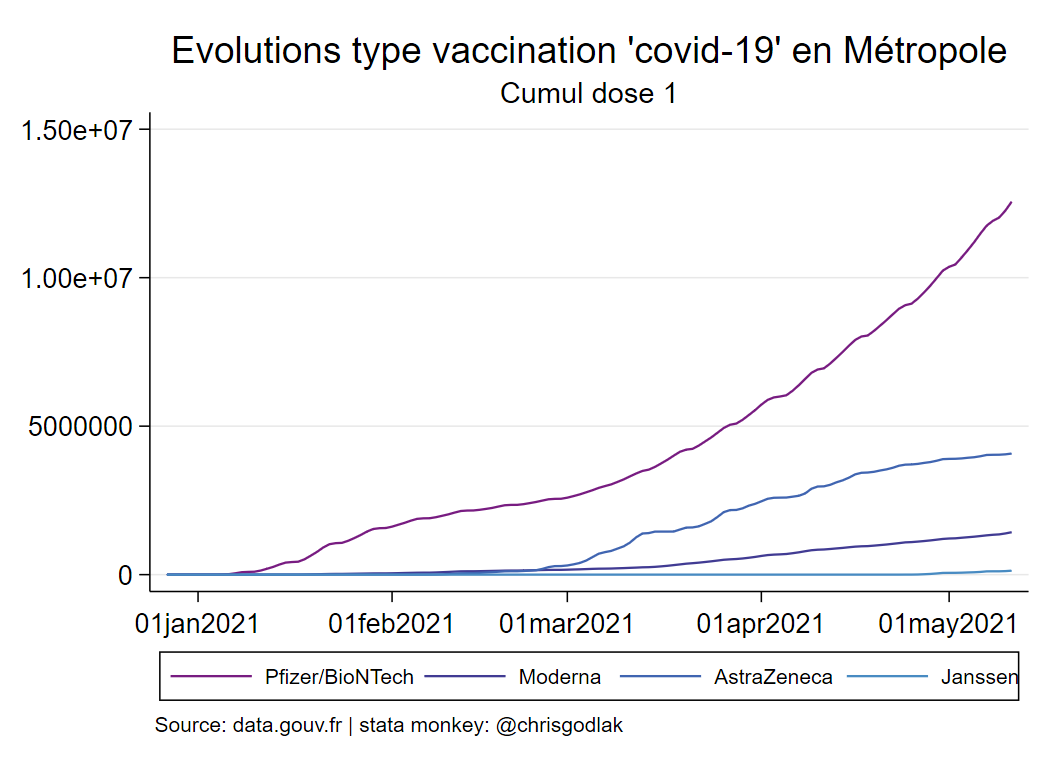 Evolutions type vaccination 'covid-19' en Métropole
Cumul dose 1
1.50e+07
1.00e+07
5000000
0
01jan2021 01feb2021 01mar2021 01apr2021 01may2021
Pfizer/BioNTech Moderna AstraZeneca Janssen
Source: data.gouv.fr | stata monkey: @chrisgodlak